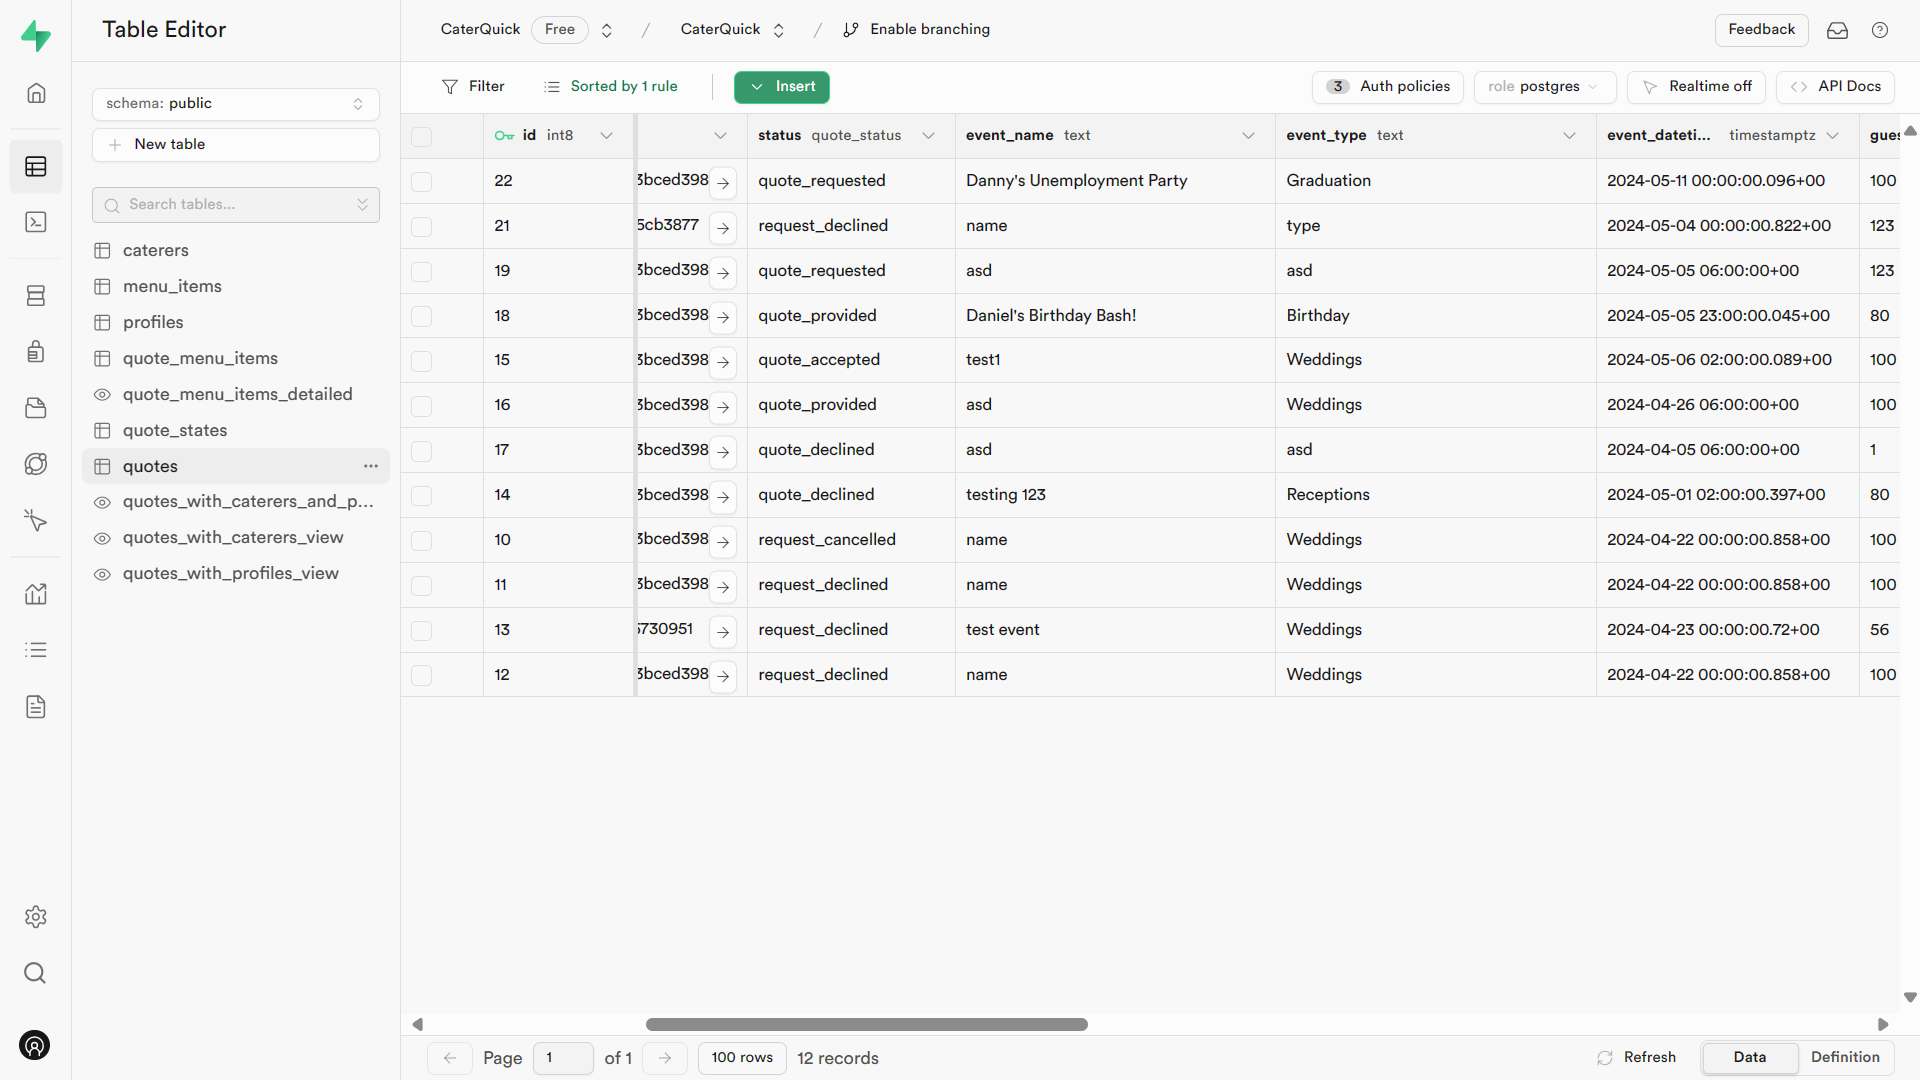 Table Editor
CaterQuick Free / CaterQuick / Enable branching
Feedback
schema: public
New table
Search tables...
caterers
menu_items
profiles
quote_menu_items
quote_menu_items_detailed
quote_states
quotes
quotes_with_caterers_and_p...
quotes_with_caterers_view
quotes_with_profiles_view
Filter Sorted by 1 rule Insert
3 Auth policies role postgres Realtime off API Docs
id int8 status quote_status event_name text event_type text event_dateti... timestamptz gues
22 3bced398 quote_requested Danny's Unemployment Party Graduation 2024-05-11 00:00:00.096+00 100
21 5cb3877 request_declined name type 2024-05-04 00:00:00.822+00 123
19 3bced398 quote_requested asd asd 2024-05-05 06:00:00+00 123
18 3bced398 quote_provided Daniel's Birthday Bash! Birthday 2024-05-05 23:00:00.045+00 80
15 3bced398 quote_accepted test1 Weddings 2024-05-06 02:00:00.089+00 100
16 3bced398 quote_provided asd Weddings 2024-04-26 06:00:00+00 100
17 3bced398 quote_declined asd asd 2024-04-05 06:00:00+00 1
14 3bced398 quote_declined testing 123 Receptions 2024-05-01 02:00:00.397+00 80
10 3bced398 request_cancelled name Weddings 2024-04-22 00:00:00.858+00 100
11 3bced398 request_declined name Weddings 2024-04-22 00:00:00.858+00 100
13 5730951 request_declined test event Weddings 2024-04-23 00:00:00.72+00 56
12 3bced398 request_declined name Weddings 2024-04-22 00:00:00.858+00 100
Page 1 of 1 100 rows 12 records
Refresh Data Definition